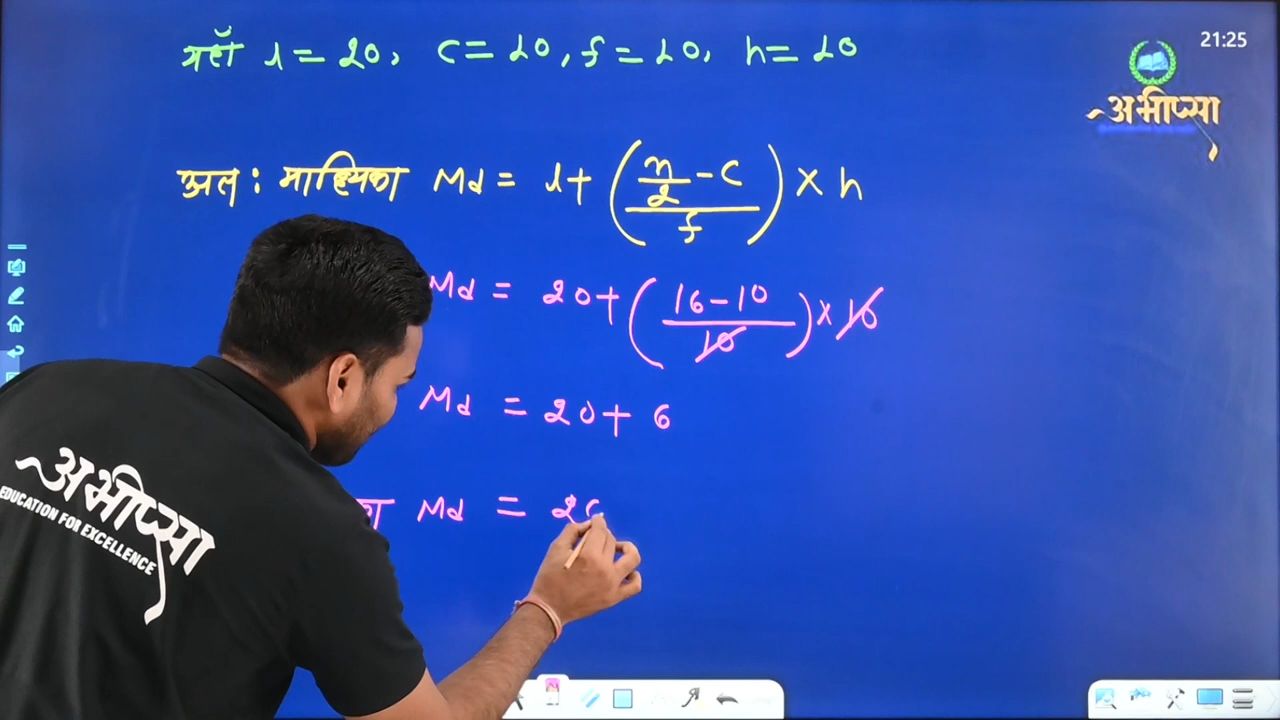 21:25
अभीप्सा
यहाँ l = 20, c = 10, f = 10, h = 10
अतः माध्यिका Md = l + ( (n/2 - c) / f ) × h
Md = 20 + ( (16 - 10) / 10 ) × 10
Md = 20 + 6
का Md = 26
अभीप्सा
EDUCATION FOR EXCELLENCE